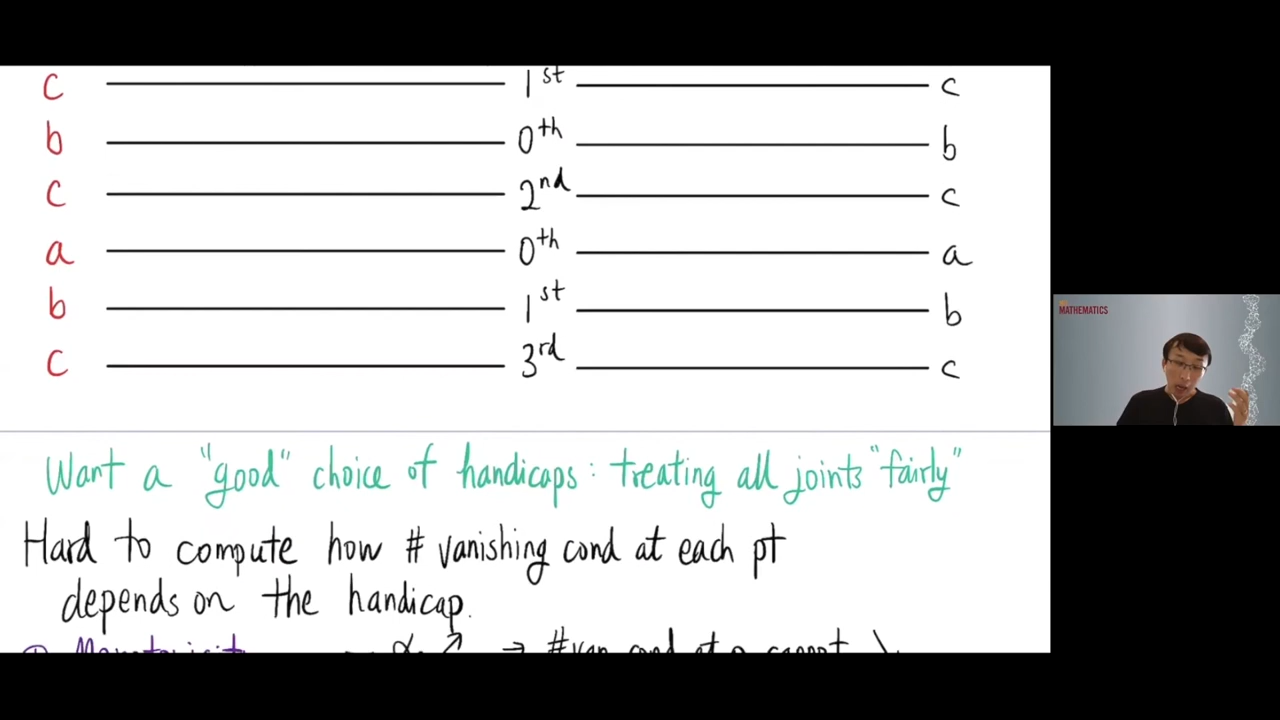 c 1st c
b 0th b
c 2nd c
a 0th a
b 1st b
c 3rd c
MATHEMATICS
Want a "good" choice of handicaps: treating all joints "fairly"
Hard to compute how # vanishing cond at each pt
depends on the handicap.